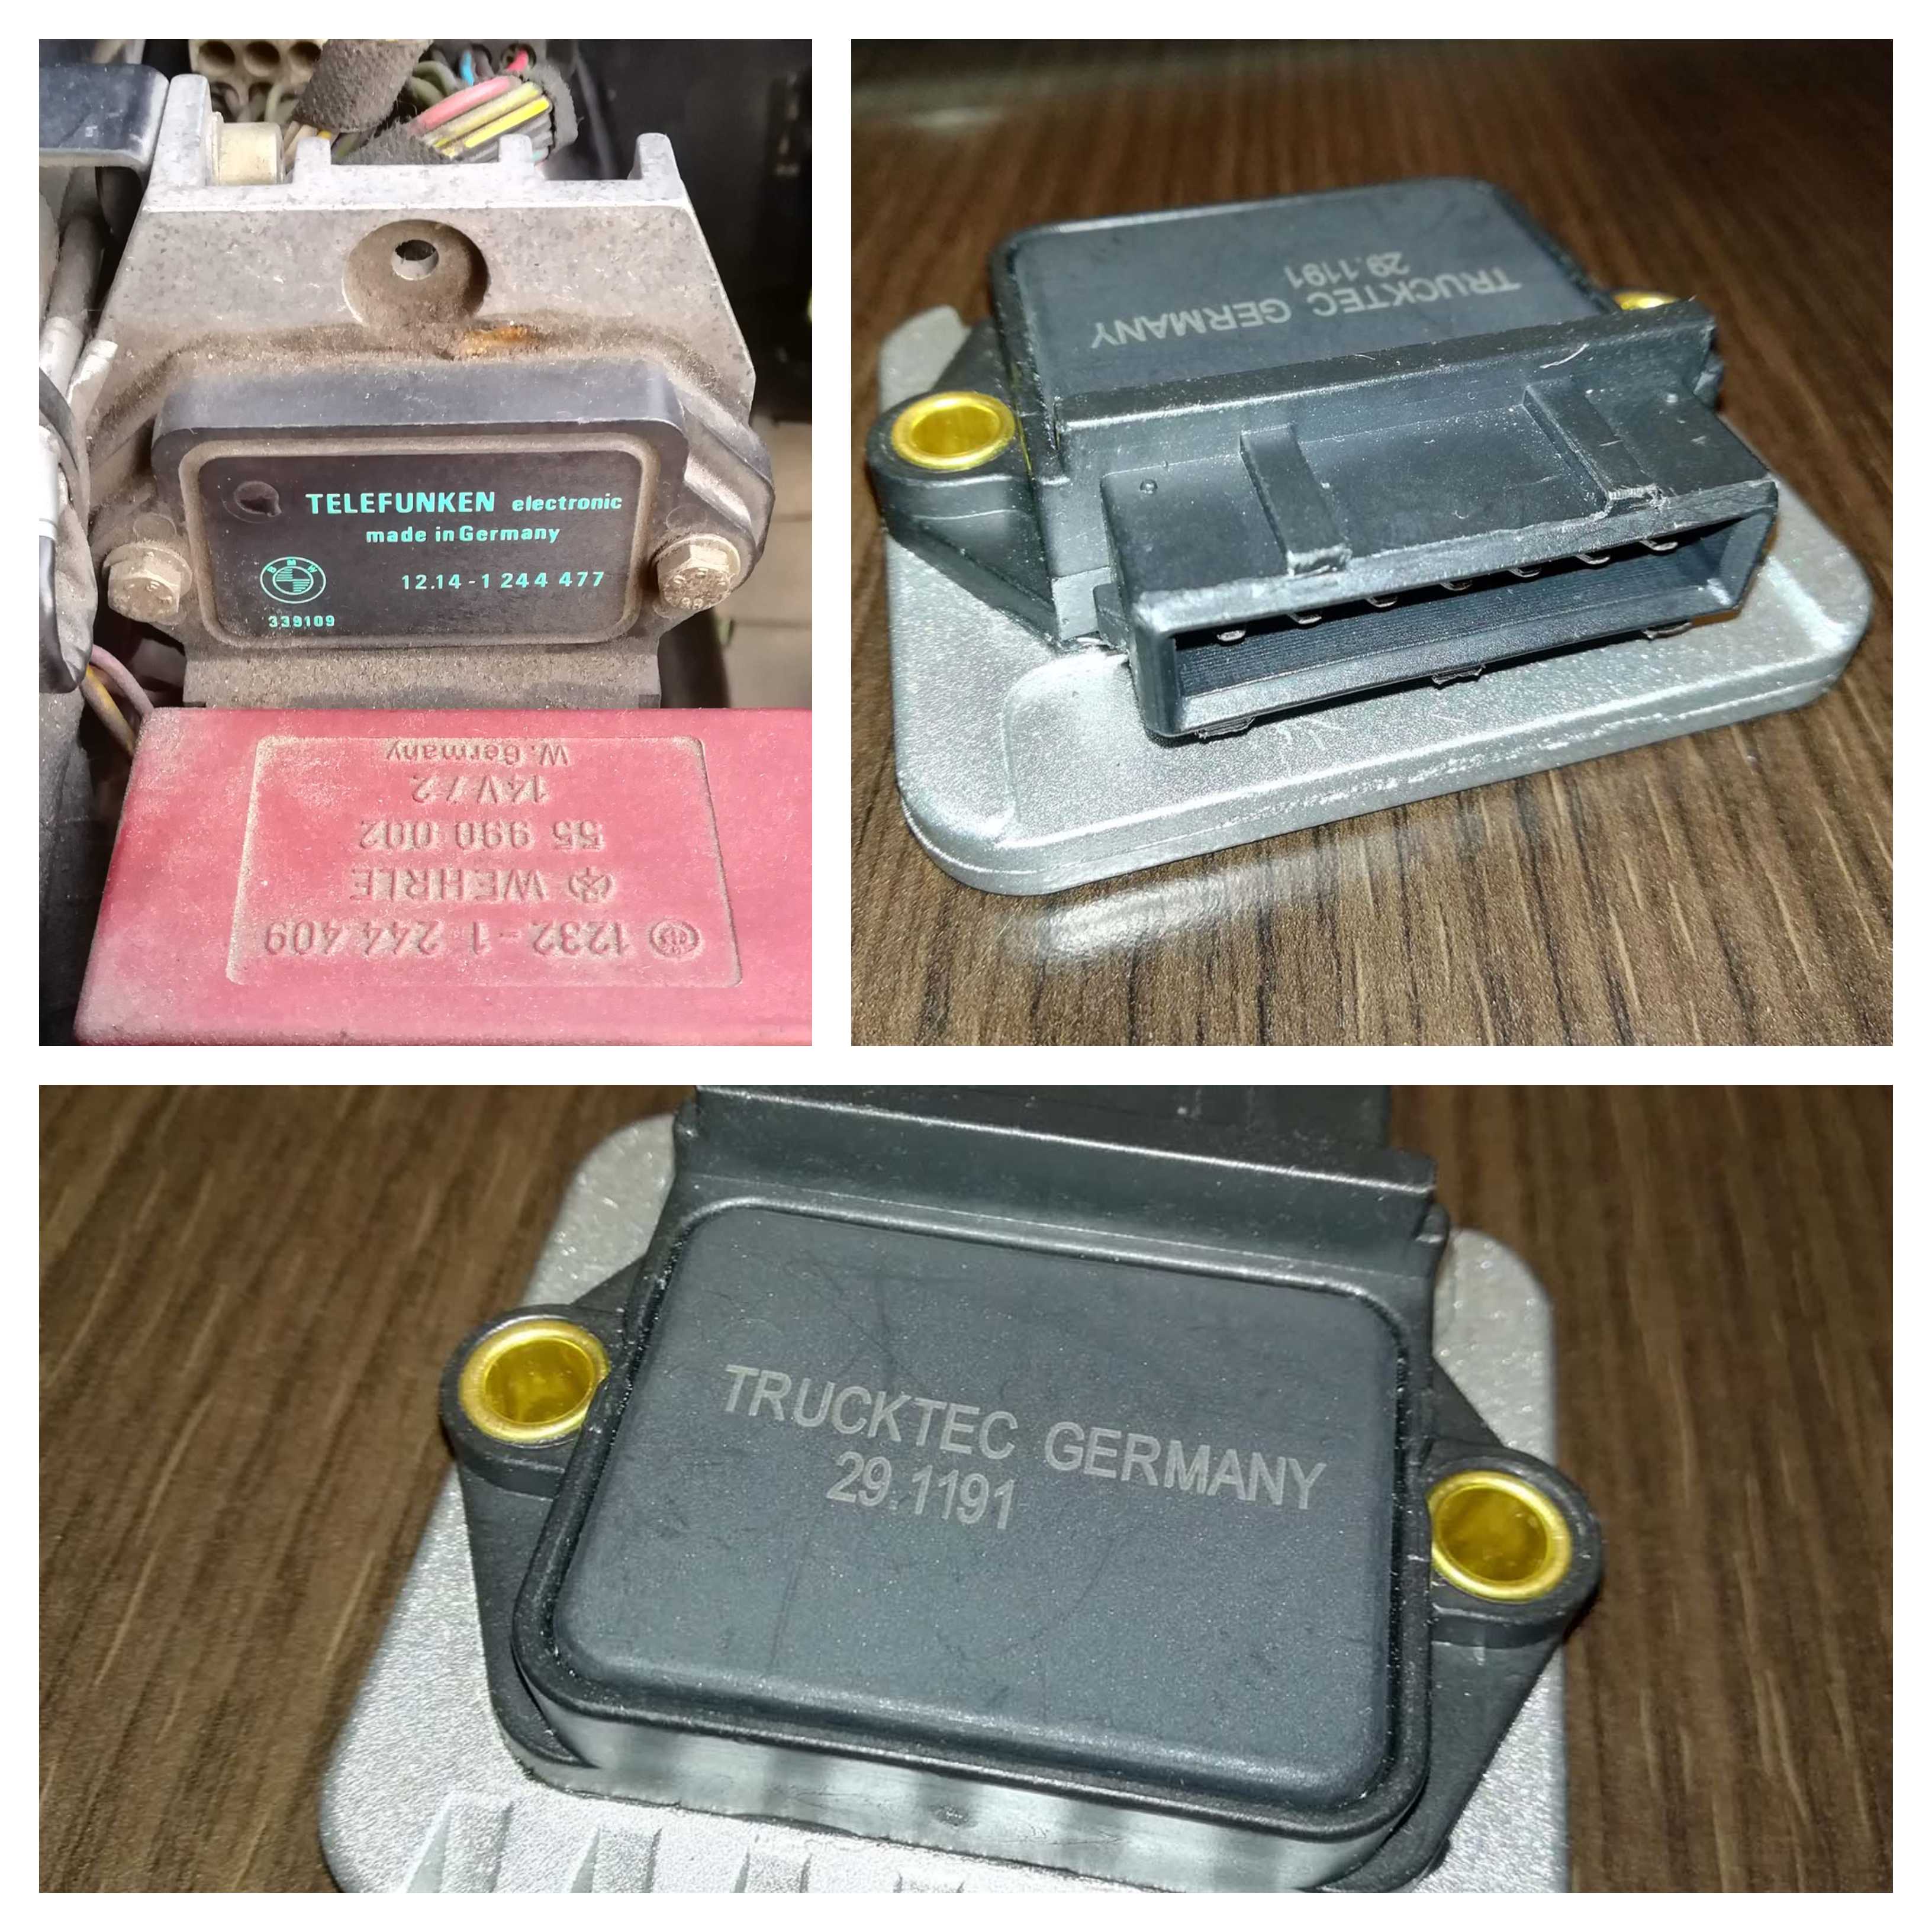 TELEFUNKEN electronic
made in Germany
BMW
12.14-1 244 477
339109
1232-1 244 409
WEHRLE
55 990 002
14V / 2
W. Germany
TRUCKTEC GERMANY
29.1191
TRUCKTEC GERMANY
29.1191